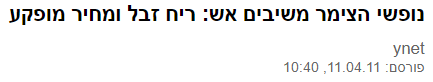 נופשי הצימר משיבים אש: ריח זבל ומחיר מופקע
ynet
פורסם: 11.04.11, 10:40